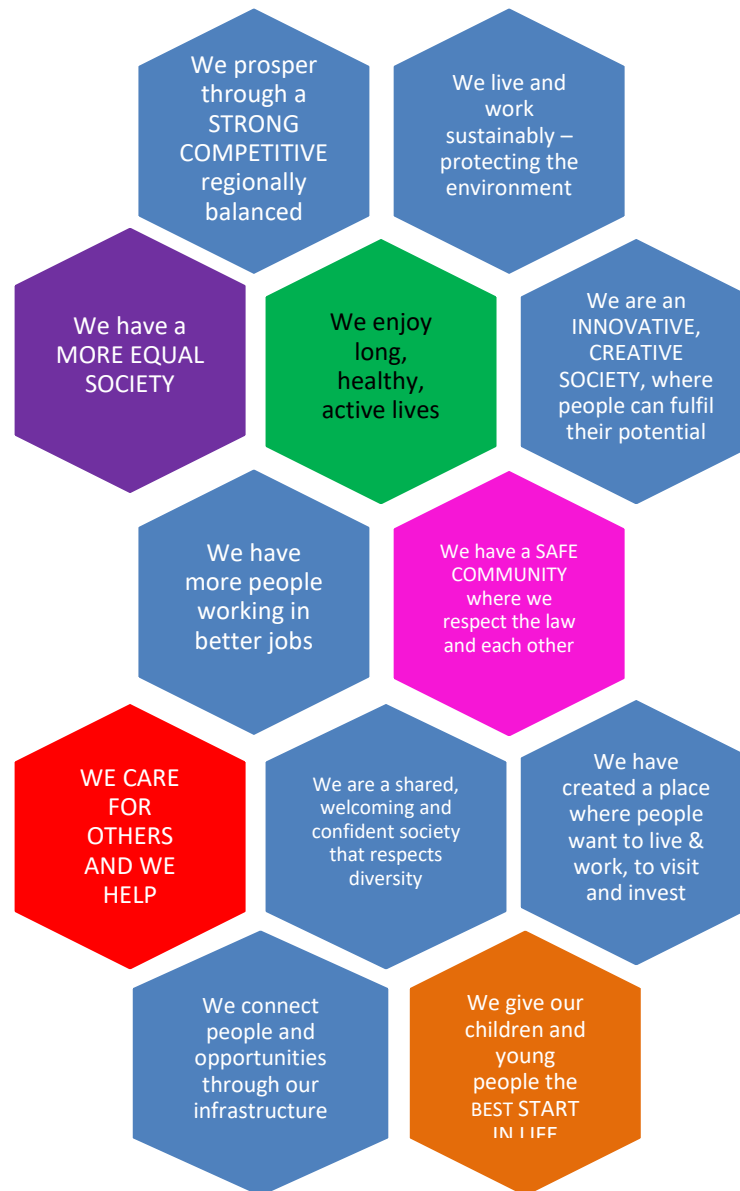 We prosper
through a
STRONG
COMPETITIVE
regionally
balanced
We live and
work
sustainably –
protecting the
environment
We have a
MORE EQUAL
SOCIETY
We enjoy
long,
healthy,
active lives
We are an
INNOVATIVE,
CREATIVE
SOCIETY, where
people can fulfil
their potential
We have
more people
working in
better jobs
We have a SAFE
COMMUNITY
where we
respect the law
and each other
WE CARE
FOR
OTHERS
AND WE
HELP
We are a shared,
welcoming and
confident society
that respects
diversity
We have
created a place
where people
want to live &
work, to visit
and invest
We connect
people and
opportunities
through our
infrastructure
We give our
children and
young
people the
BEST START
IN LIFE